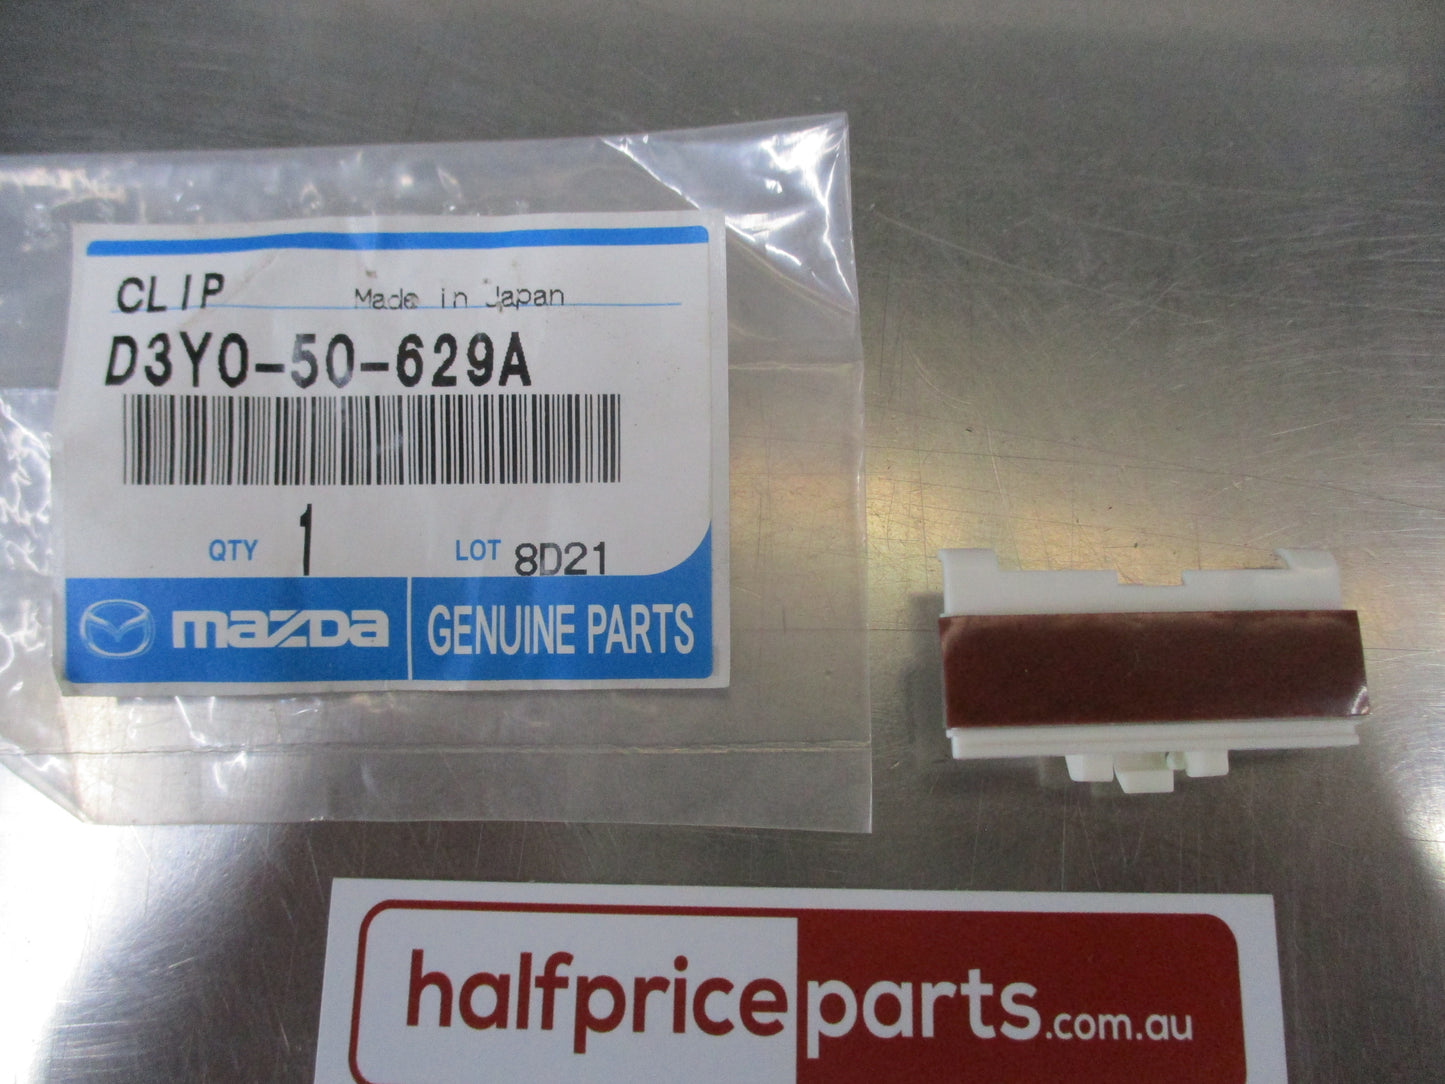 CLIP Made in Japan
D3Y0-50-629A
QTY 1 LOT 8D21
mazda GENUINE PARTS
halfpriceparts.com.au